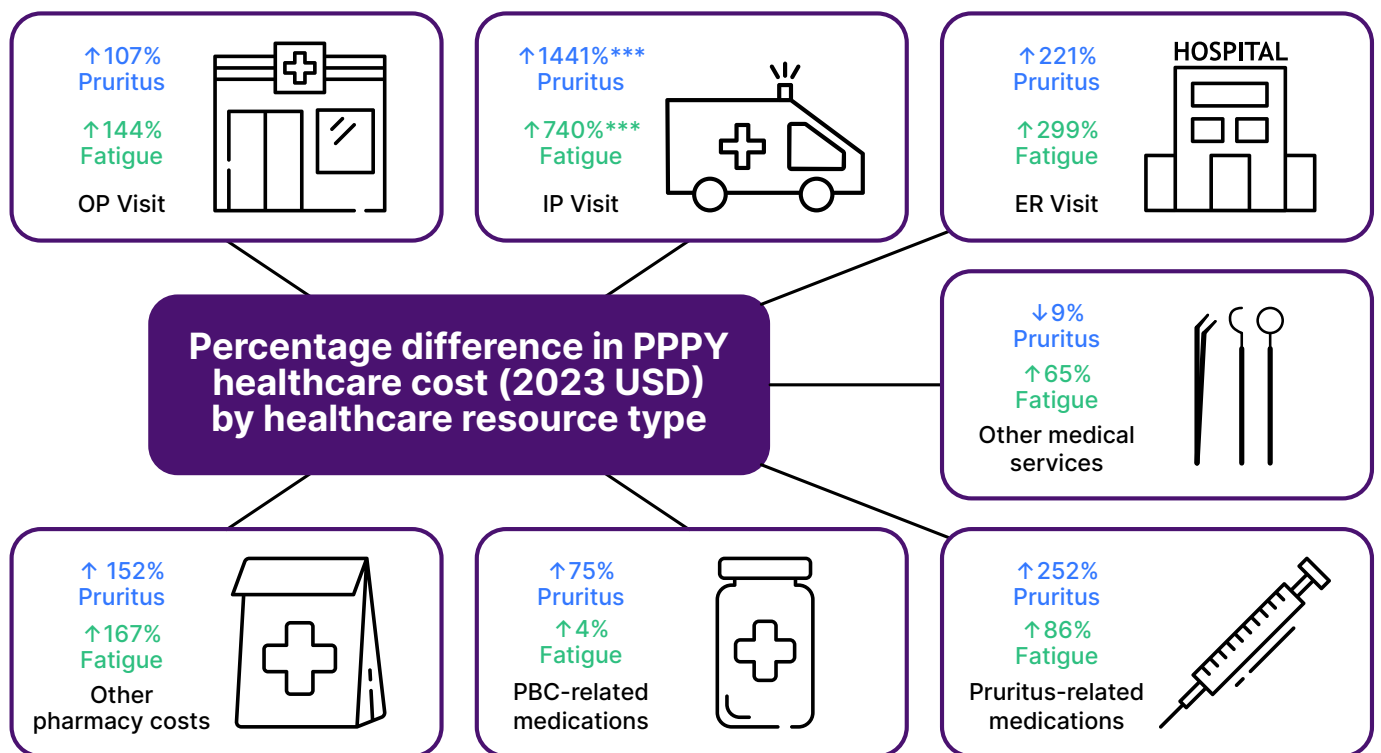 ↑107%
Pruritus
↑144%
Fatigue
OP Visit
↑1441%***
Pruritus
↑740%***
Fatigue
IP Visit
HOSPITAL
↑221%
Pruritus
↑299%
Fatigue
ER Visit
Percentage difference in PPPY
healthcare cost (2023 USD)
by healthcare resource type
↓9%
Pruritus
↑65%
Fatigue
Other medical
services
↑ 152%
Pruritus
↑167%
Fatigue
Other
pharmacy costs
↑75%
Pruritus
↑4%
Fatigue
PBC-related
medications
↑252%
Pruritus
↑86%
Fatigue
Pruritus-related
medications